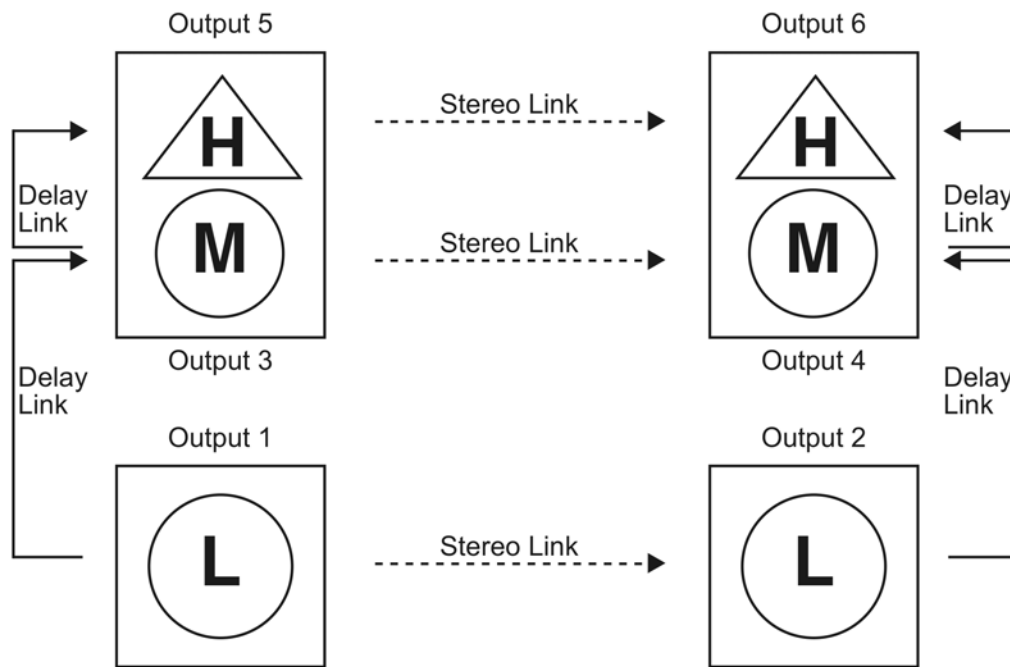 Output 5
Output 6
H
Stereo Link
H
Delay
Link
Delay
Link
M
Stereo Link
M
Output 3
Output 4
Delay
Link
Delay
Link
Output 1
Output 2
L
Stereo Link
L